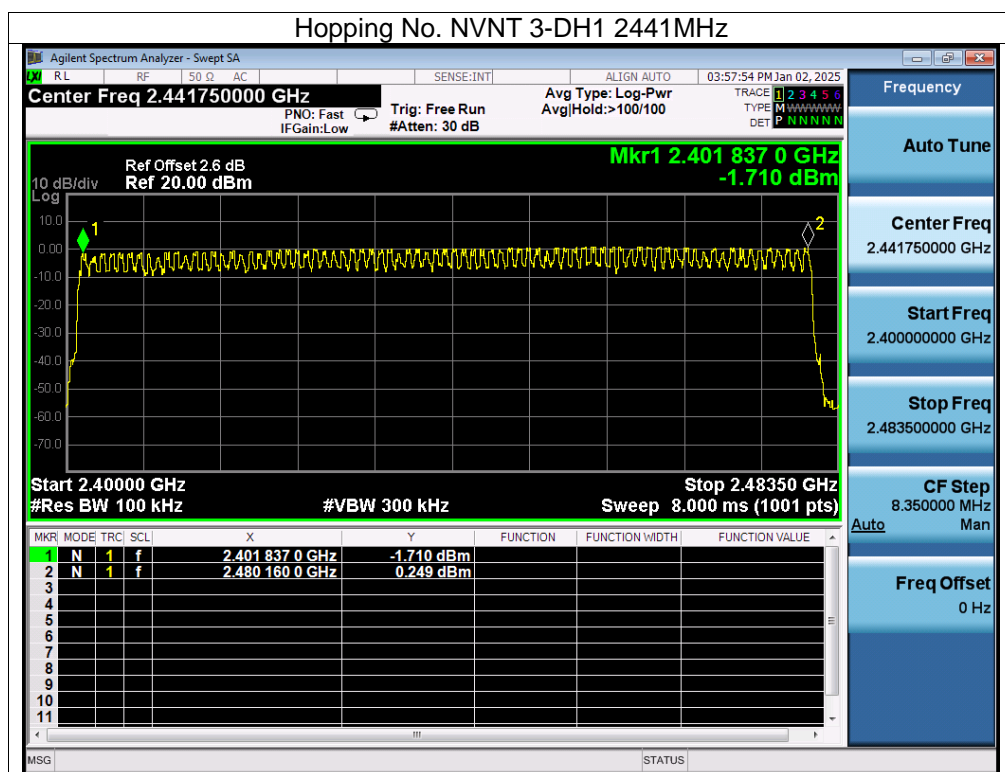 Hopping No. NVNT 3-DH1 2441MHz
Agilent Spectrum Analyzer - Swept SA
LXI RL RF 50 Ω AC SENSE:INT ALIGN AUTO 03:57:54 PM Jan 02, 2025
Center Freq 2.441750000 GHz
PNO: Fast
IFGain:Low
Trig: Free Run
#Atten: 30 dB
Avg Type: Log-Pwr
Avg|Hold:>100/100
TRACE 1 2 3 4 5 6
TYPE M WWWWW
DET P N N N N N
Mkr1 2.401 837 0 GHz
-1.710 dBm
Ref Offset 2.6 dB
10 dB/div Ref 20.00 dBm
Log
10.0
0.00
-10.0
-20.0
-30.0
-40.0
-50.0
-60.0
-70.0
1
2
Start 2.40000 GHz Stop 2.48350 GHz
#Res BW 100 kHz #VBW 300 kHz Sweep 8.000 ms (1001 pts)
MKR MODE TRC SCL X Y FUNCTION FUNCTION WIDTH FUNCTION VALUE
1 N 1 f 2.401 837 0 GHz -1.710 dBm
2 N 1 f 2.480 160 0 GHz 0.249 dBm
3
4
5
6
7
8
9
10
11
MSG STATUS
Frequency
Auto Tune
Center Freq
2.441750000 GHz
Start Freq
2.400000000 GHz
Stop Freq
2.483500000 GHz
CF Step
8.350000 MHz
Auto Man
Freq Offset
0 Hz